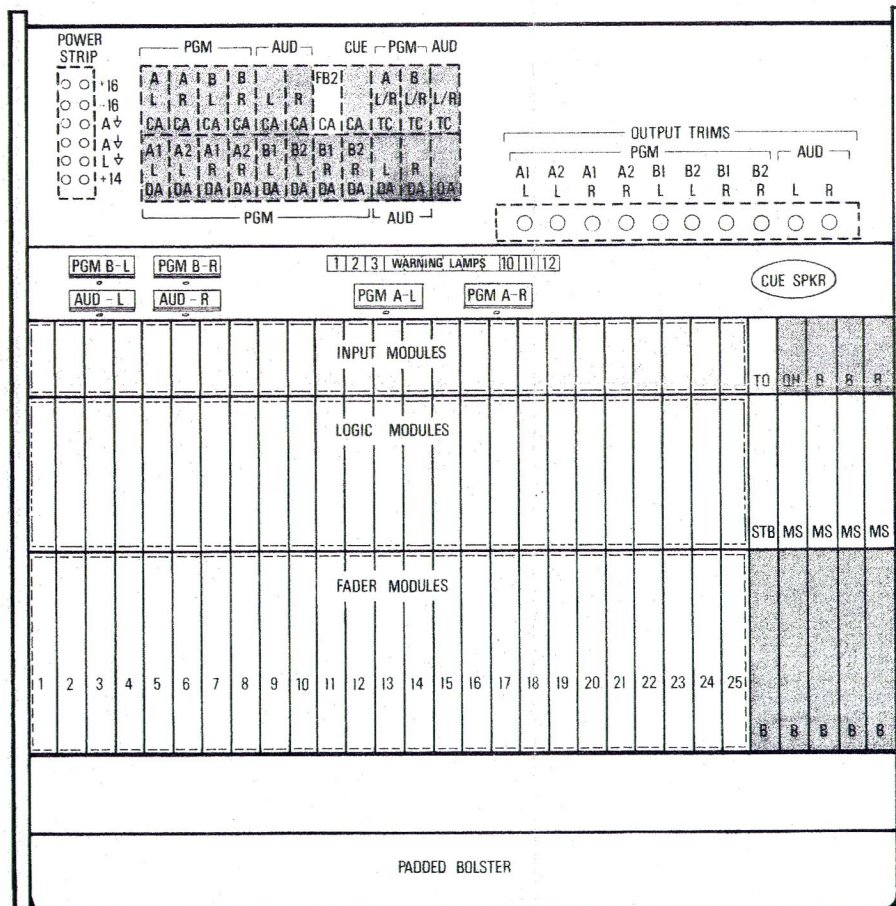 POWER STRIP
+16
-16
A
A
L
+14
PGM AUD CUE PGM AUD
A A B B FB2 A B
L R L R L R L/R L/R L/R
CA CA CA CA CA CA CA CA TC TC TC
A1 A2 A1 A2 B1 B2 B1 B2
L L R R L L R R L R
DA DA DA DA DA DA DA DA DA DA DA
PGM AUD
OUTPUT TRIMS
PGM AUD
A1 A2 A1 A2 B1 B2 B1 B2
L L R R L L R R L R
PGM B-L PGM B-R 1 2 3 WARNING LAMPS 10 11 12
CUE SPKR
AUD - L AUD - R PGM A-L PGM A-R
INPUT MODULES
TO OH B B B
LOGIC MODULES
STB MS MS MS MS
FADER MODULES
1 2 3 4 5 6 7 8 9 10 11 12 13 14 15 16 17 18 19 20 21 22 23 24 25
B B B B B
PADDED BOLSTER